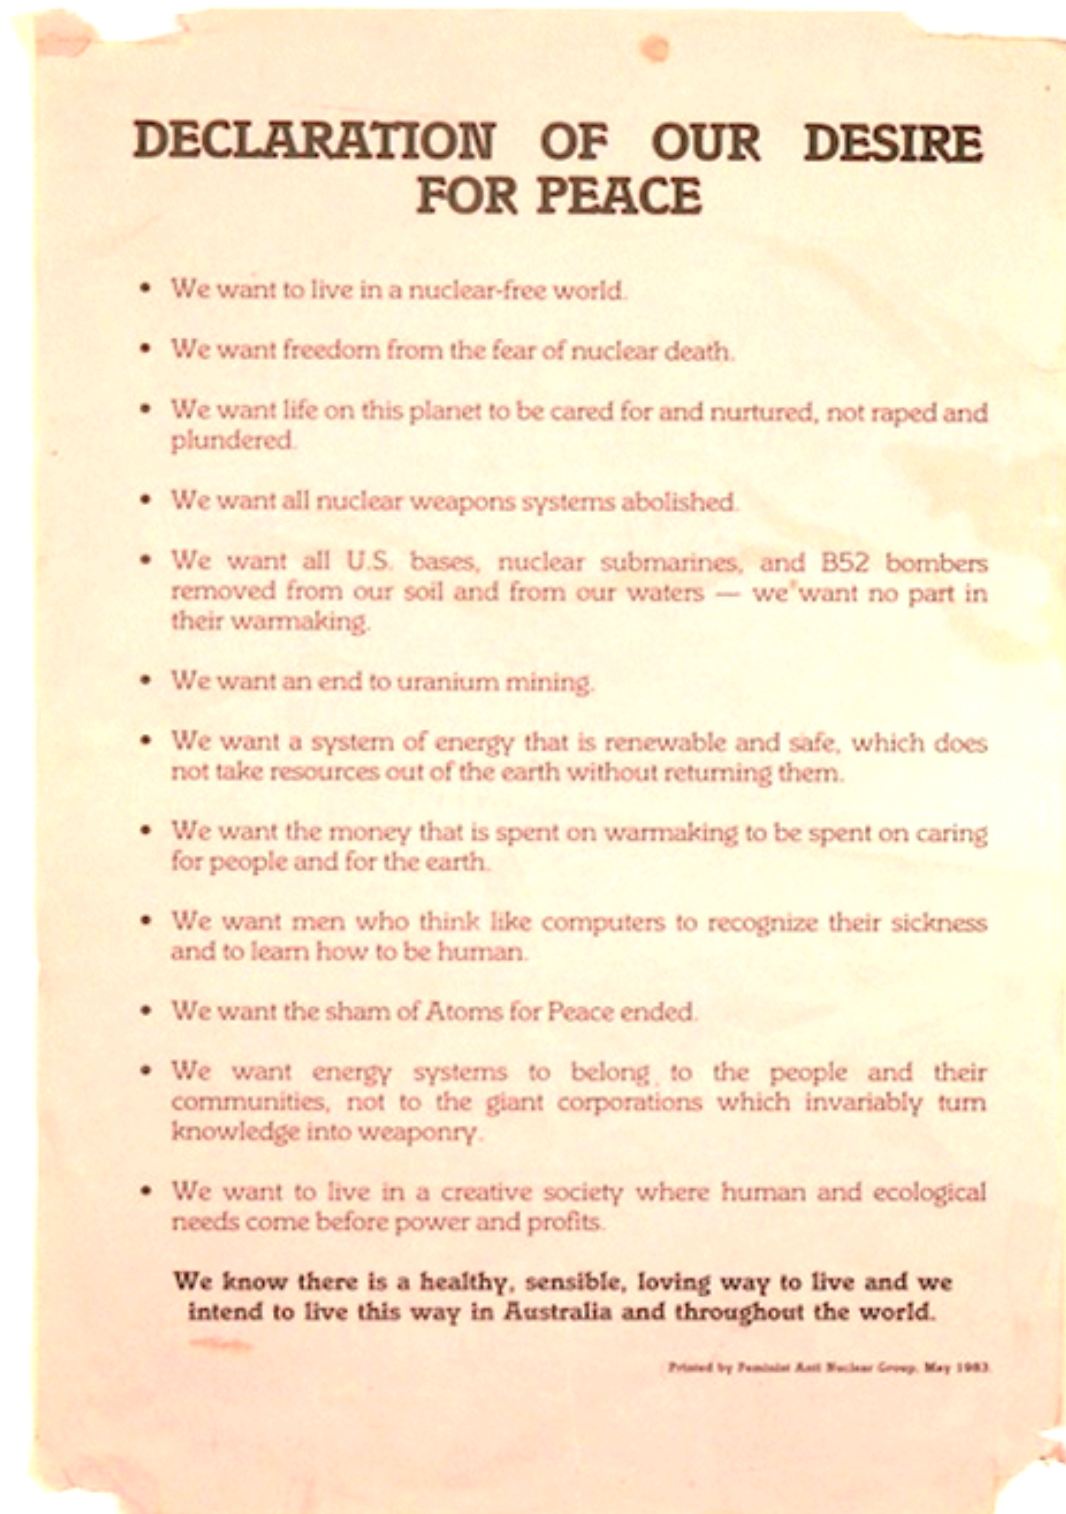 DECLARATION OF OUR DESIRE
FOR PEACE
• We want to live in a nuclear-free world.
• We want freedom from the fear of nuclear death.
• We want life on this planet to be cared for and nurtured, not raped and
plundered.
• We want all nuclear weapons systems abolished.
• We want all U.S. bases, nuclear submarines, and B52 bombers
removed from our soil and from our waters — we want no part in
their warmaking.
• We want an end to uranium mining.
• We want a system of energy that is renewable and safe, which does
not take resources out of the earth without returning them.
• We want the money that is spent on warmaking to be spent on caring
for people and for the earth.
• We want men who think like computers to recognize their sickness
and to learn how to be human.
• We want the sham of Atoms for Peace ended.
• We want energy systems to belong to the people and their
communities, not to the giant corporations which invariably turn
knowledge into weaponry.
• We want to live in a creative society where human and ecological
needs come before power and profits.
We know there is a healthy, sensible, loving way to live and we
intend to live this way in Australia and throughout the world.
Printed by Feminist Anti Nuclear Group, May 1983.